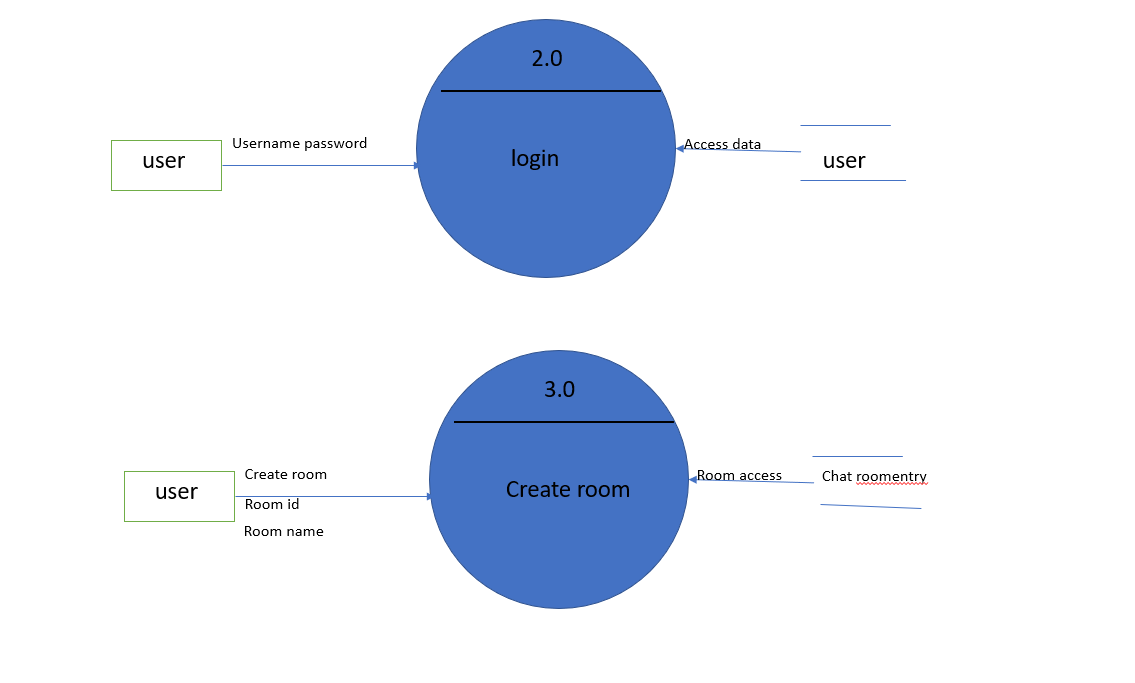 2.0
user
Username password
login
Access data
user
3.0
user
Create room
Room id
Room name
Create room
Room access
Chat roomentry